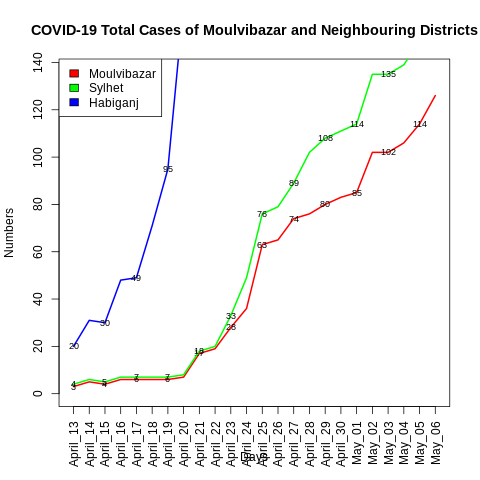 COVID-19 Total Cases of Moulvibazar and Neighbouring Districts
Moulvibazar
Sylhet
Habiganj
Numbers
140
120
100
80
60
40
20
0
20
30
49
95
4
3
5
4
7
6
7
6
18
33
28
76
63
89
74
108
80
114
85
135
102
114
April_13
April_14
April_15
April_16
April_17
April_18
April_19
April_20
April_21
April_22
April_23
April_24
April_25
April_26
April_27
April_28
April_29
April_30
May_01
May_02
May_03
May_04
May_05
May_06
Days